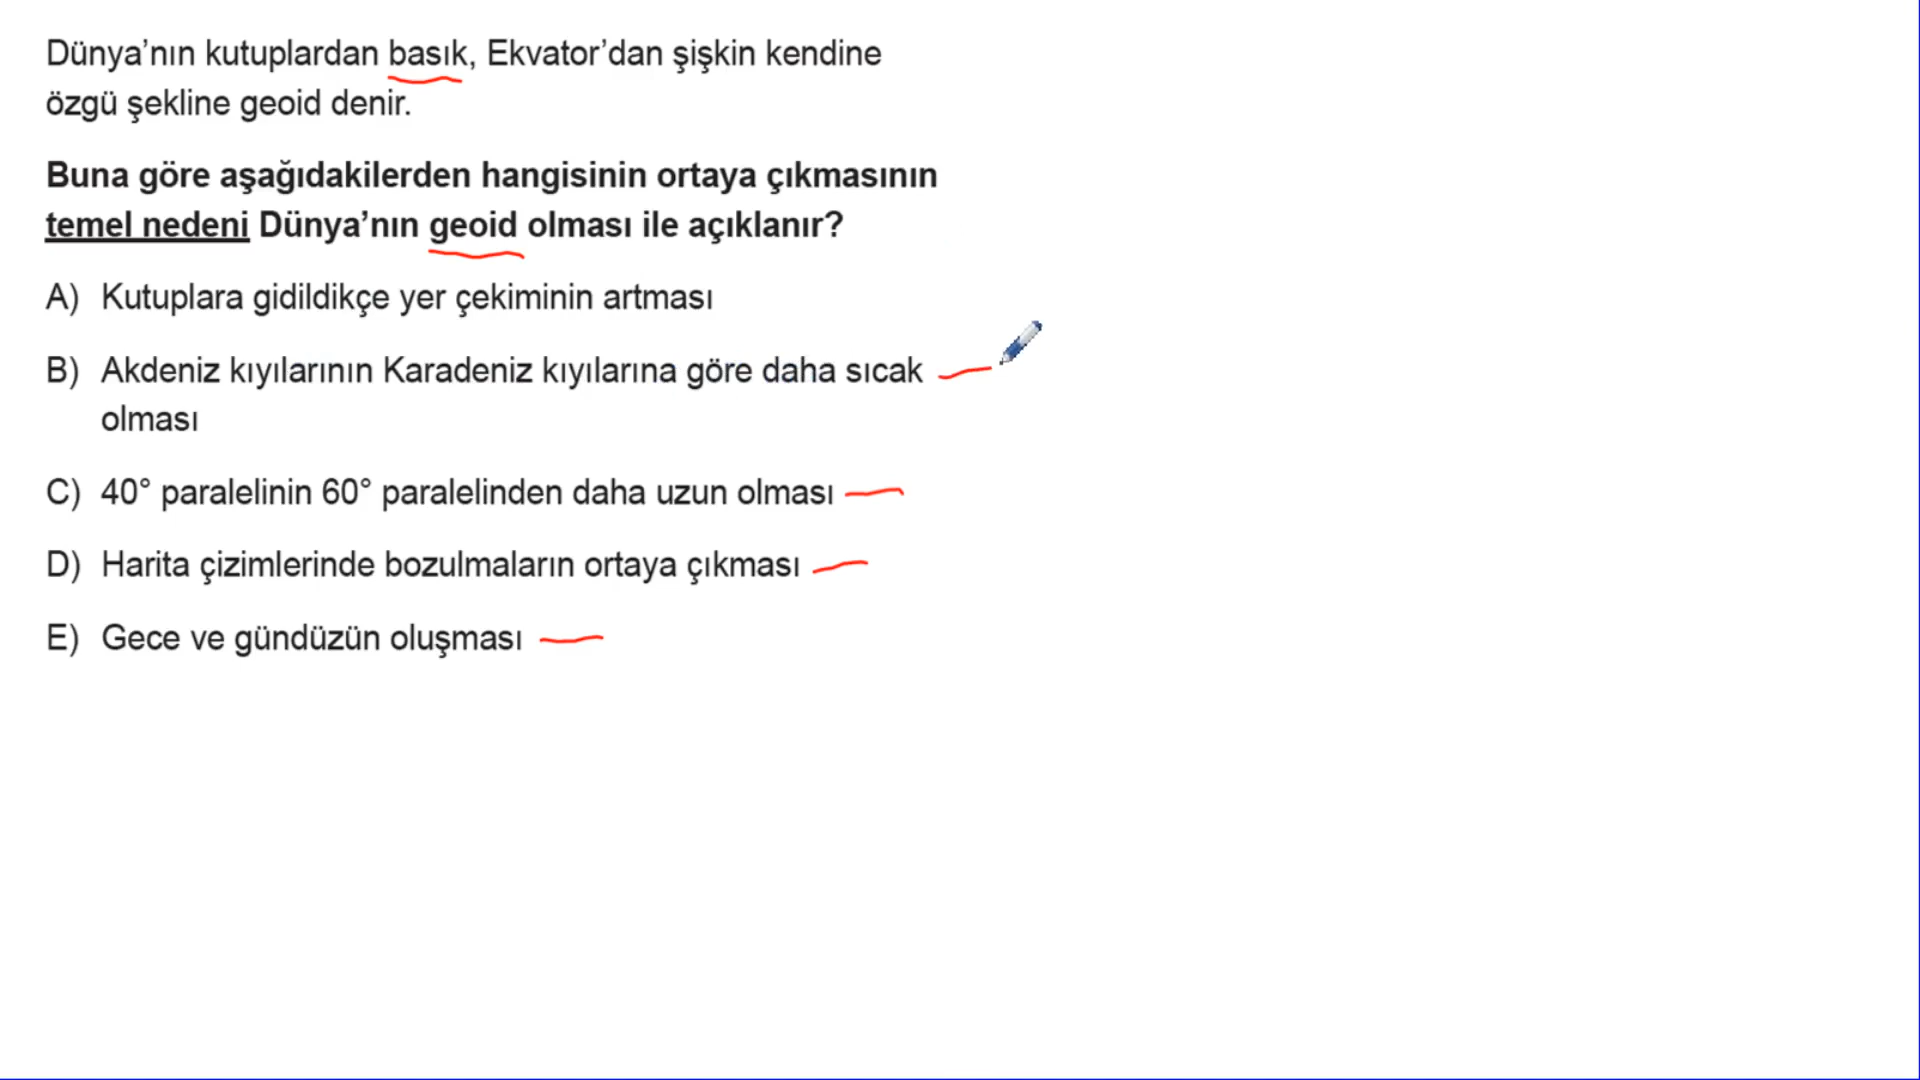 Dünya’nın kutuplardan basık, Ekvator’dan şişkin kendine
özgü şekline geoid denir.
Buna göre aşağıdakilerden hangisinin ortaya çıkmasının
temel nedeni Dünya’nın geoid olması ile açıklanır?
A) Kutuplara gidildikçe yer çekiminin artması
B) Akdeniz kıyılarının Karadeniz kıyılarına göre daha sıcak
olması
C) 40° paralelinin 60° paralelinden daha uzun olması
D) Harita çizimlerinde bozulmaların ortaya çıkması
E) Gece ve gündüzün oluşması